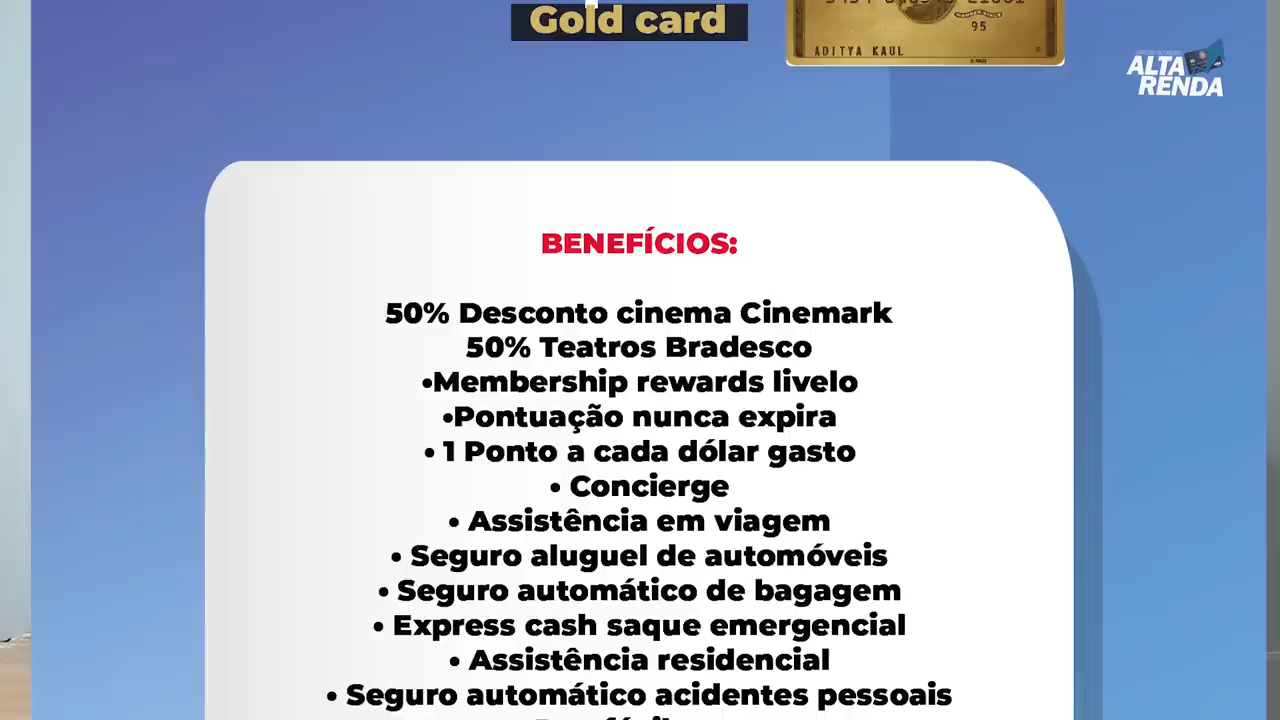 Gold card
95
ADITYA KAUL
ALTA
RENDA
BENEFÍCIOS:
50% Desconto cinema Cinemark
50% Teatros Bradesco
•Membership rewards livelo
•Pontuação nunca expira
• 1 Ponto a cada dólar gasto
• Concierge
• Assistência em viagem
• Seguro aluguel de automóveis
• Seguro automático de bagagem
• Express cash saque emergencial
• Assistência residencial
• Seguro automático acidentes pessoais